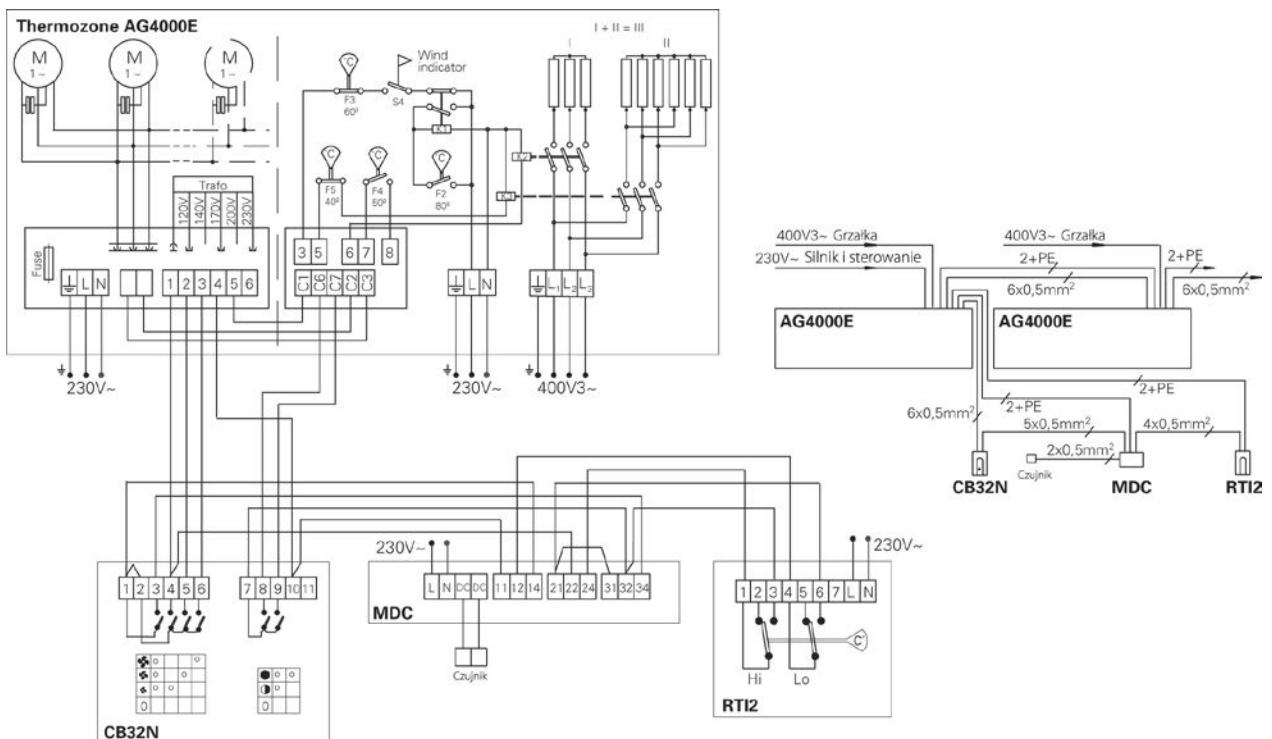 Thermozone AG4000E
I + II = III
I
II
M
1~
M
1~
M
1~
°C
F3
60º
S4
Wind
indicator
K1
C
F5
40º
C
F4
50º
C
F2
80º
K2
Trafo
120V
140V
170V
200V
230V
Fuse
L
N
1
2
3
4
5
6
3
5
6
7
8
C1
C6
C7
C2
C3
L
N
L1
L2
L3
230V~
230V~
400V3~
400V3~ Grzałka
400V3~ Grzałka
230V~ Silnik i sterowanie
2+PE
2+PE
6x0,5mm²
6x0,5mm²
AG4000E
AG4000E
2+PE
6x0,5mm²
2+PE
5x0,5mm²
4x0,5mm²
2x0,5mm²
Czujnik
CB32N
MDC
RTI2
1 2 3 4 5 6
7 8 9 10 11
0
0
CB32N
230V~
L N DC DC
11 12 14
21 22 24
31 32 34
MDC
Czujnik
230V~
1 2 3 4 5 6 7 L N
C
Hi
Lo
RTI2